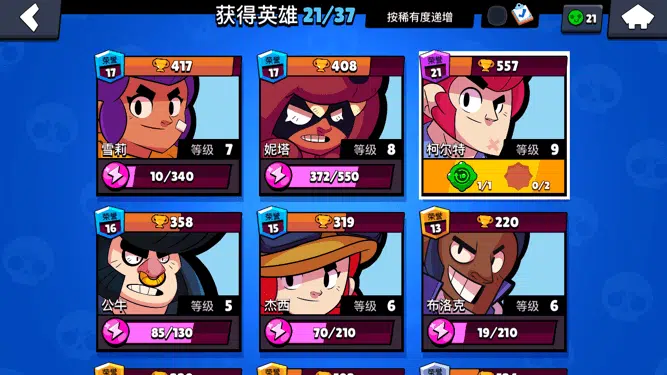 获得英雄 21/37
按稀有度递增
21
荣誉 17 417
荣誉 17 408
荣誉 21 557
雪莉 等级 7
妮塔 等级 8
柯尔特 等级 9
10/340
372/550
1/1 0/2
荣誉 16 358
荣誉 15 319
荣誉 13 220
公牛 等级 5
杰西 等级 6
布洛克 等级 6
85/130
70/210
19/210
荣誉
荣誉